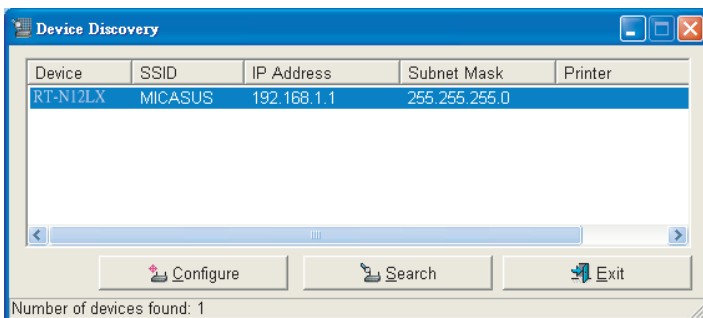 Device Discovery
Device SSID IP Address Subnet Mask Printer
RT-N12LX MICASUS 192.168.1.1 255.255.255.0
Configure Search Exit
Number of devices found: 1